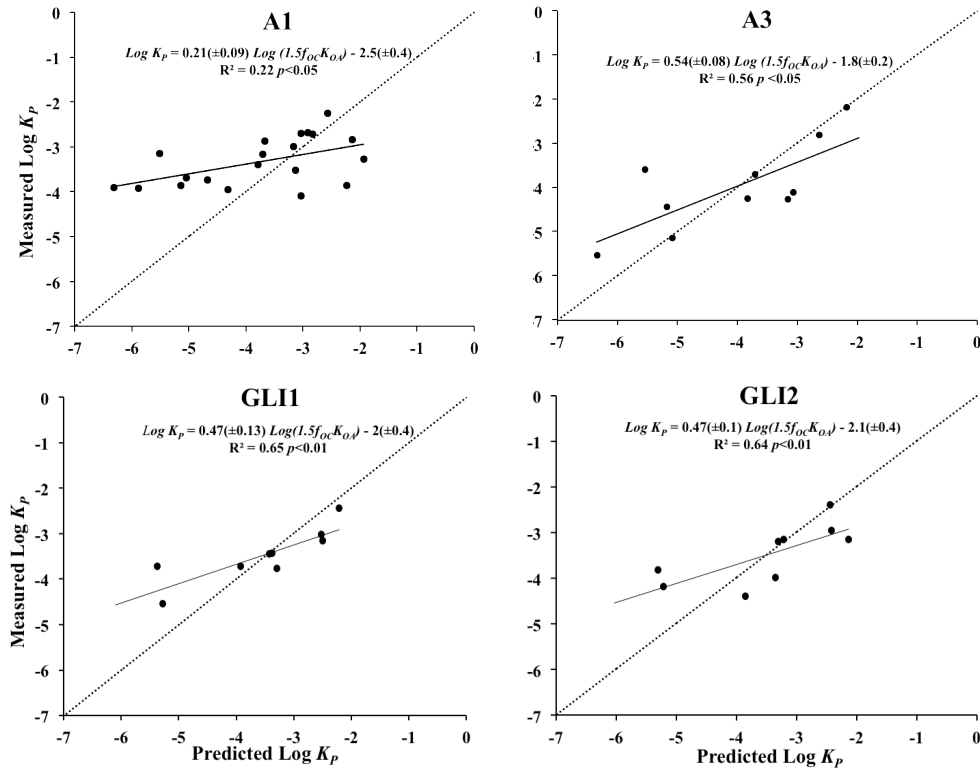 A1
Log KP = 0.21(±0.09) Log (1.5fOCKOA) - 2.5(±0.4)
R² = 0.22 p<0.05
Measured Log KP
0
-1
-2
-3
-4
-5
-6
-7
-7 -6 -5 -4 -3 -2 -1 0
A3
Log KP = 0.54(±0.08) Log (1.5fOCKOA) - 1.8(±0.2)
R² = 0.56 p <0.05
0
-1
2
-3
-4
-5
-6
-7
-7 -6 -5 -4 -3 -2 -1 0
GLI1
Log KP = 0.47(±0.13) Log(1.5fOCKOA) - 2(±0.4)
R² = 0.65 p<0.01
Measured Log KP
0
-1
-2
-3
-4
-5
-6
-7
-7 -6 -5 -4 -3 -2 -1 0
Predicted Log KP
GLI2
Log KP = 0.47(±0.1) Log(1.5fOCKOA) - 2.1(±0.4)
R² = 0.64 p<0.01
0
-1
-2
-3
-4
-5
-6
-7
-7 -6 -5 -4 -3 -2 -1 0
Predicted Log KP